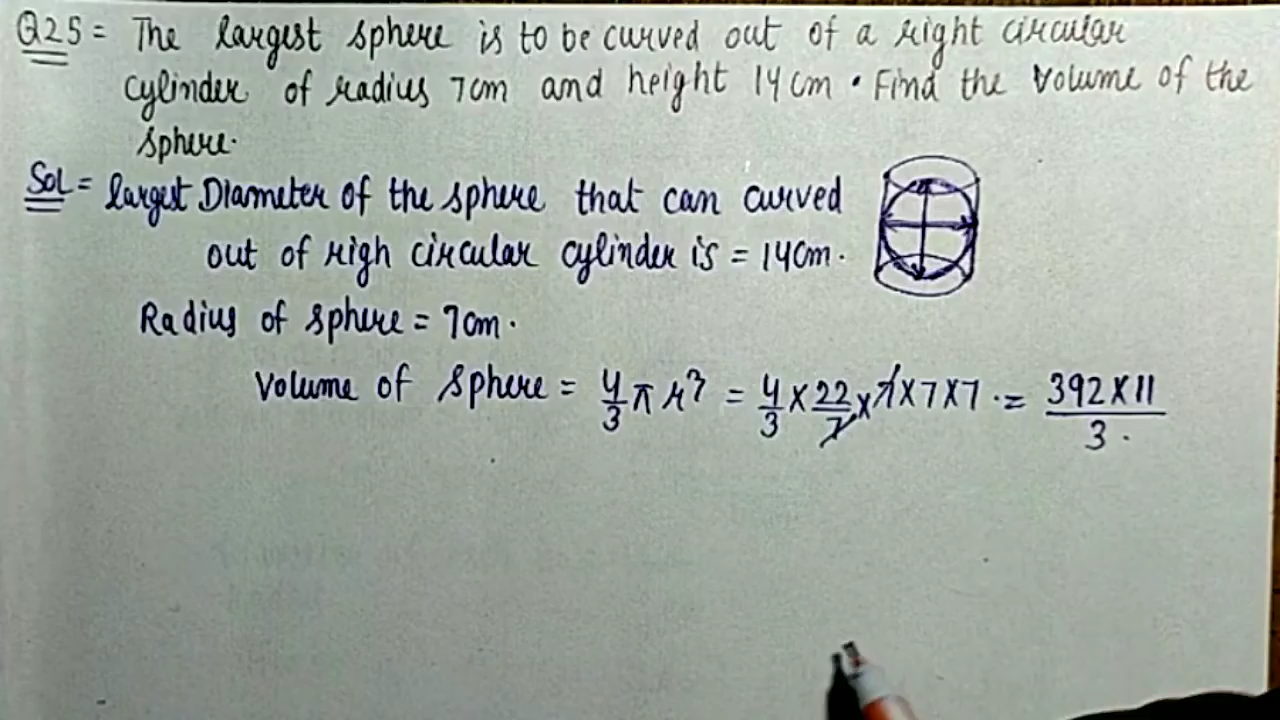 Q25 = The largest sphere is to be curved out of a right circular
cylinder of radius 7cm and height 14cm. Find the volume of the
sphere.
Sol = largest Diameter of the sphere that can curved
out of righ circular cylinder is = 14cm.
Radius of sphere = 7cm.
Volume of sphere = 4/3 π r³ = 4/3 × 22/7 × 7 × 7 × 7 . = 392 × 11 / 3 .